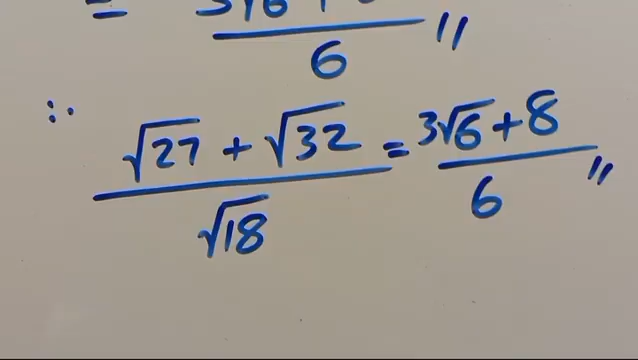 = 
6 //
∴ √27 + √32 / √18 = 3√6 + 8 / 6 //